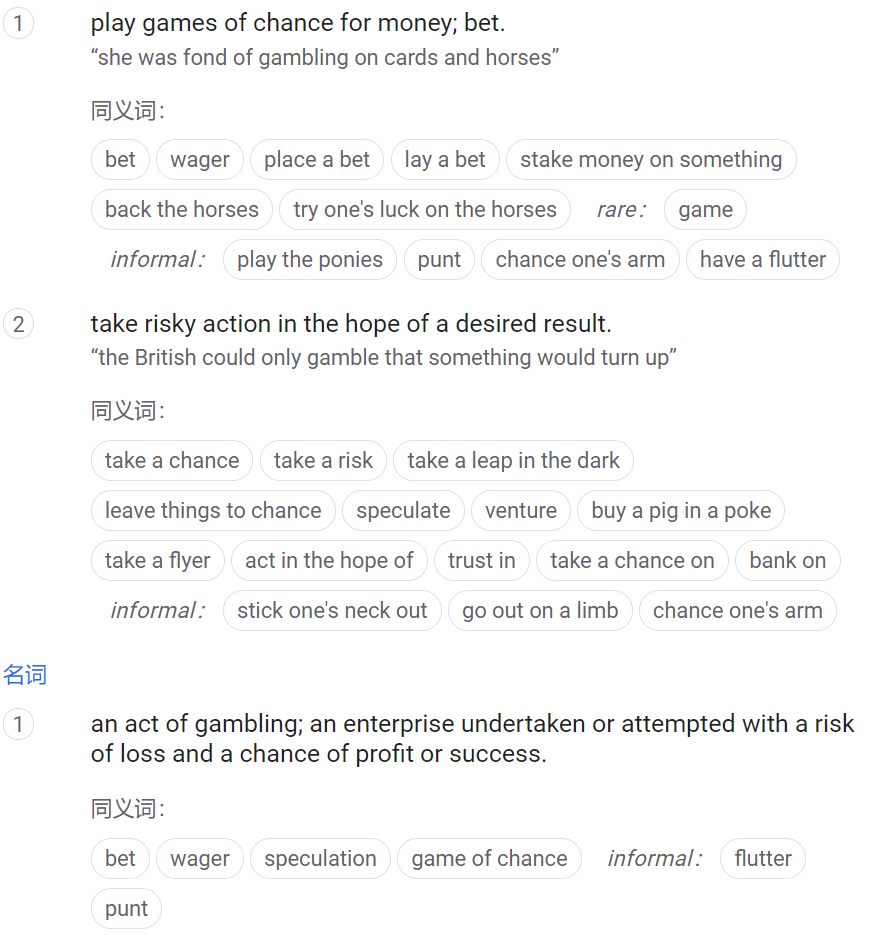 1 play games of chance for money; bet.
“she was fond of gambling on cards and horses”
同义词：
bet wager place a bet lay a bet stake money on something
back the horses try one's luck on the horses rare： game
informal： play the ponies punt chance one's arm have a flutter
2 take risky action in the hope of a desired result.
“the British could only gamble that something would turn up”
同义词：
take a chance take a risk take a leap in the dark
leave things to chance speculate venture buy a pig in a poke
take a flyer act in the hope of trust in take a chance on bank on
informal： stick one's neck out go out on a limb chance one's arm
名词
1 an act of gambling; an enterprise undertaken or attempted with a risk
of loss and a chance of profit or success.
同义词：
bet wager speculation game of chance informal： flutter
punt